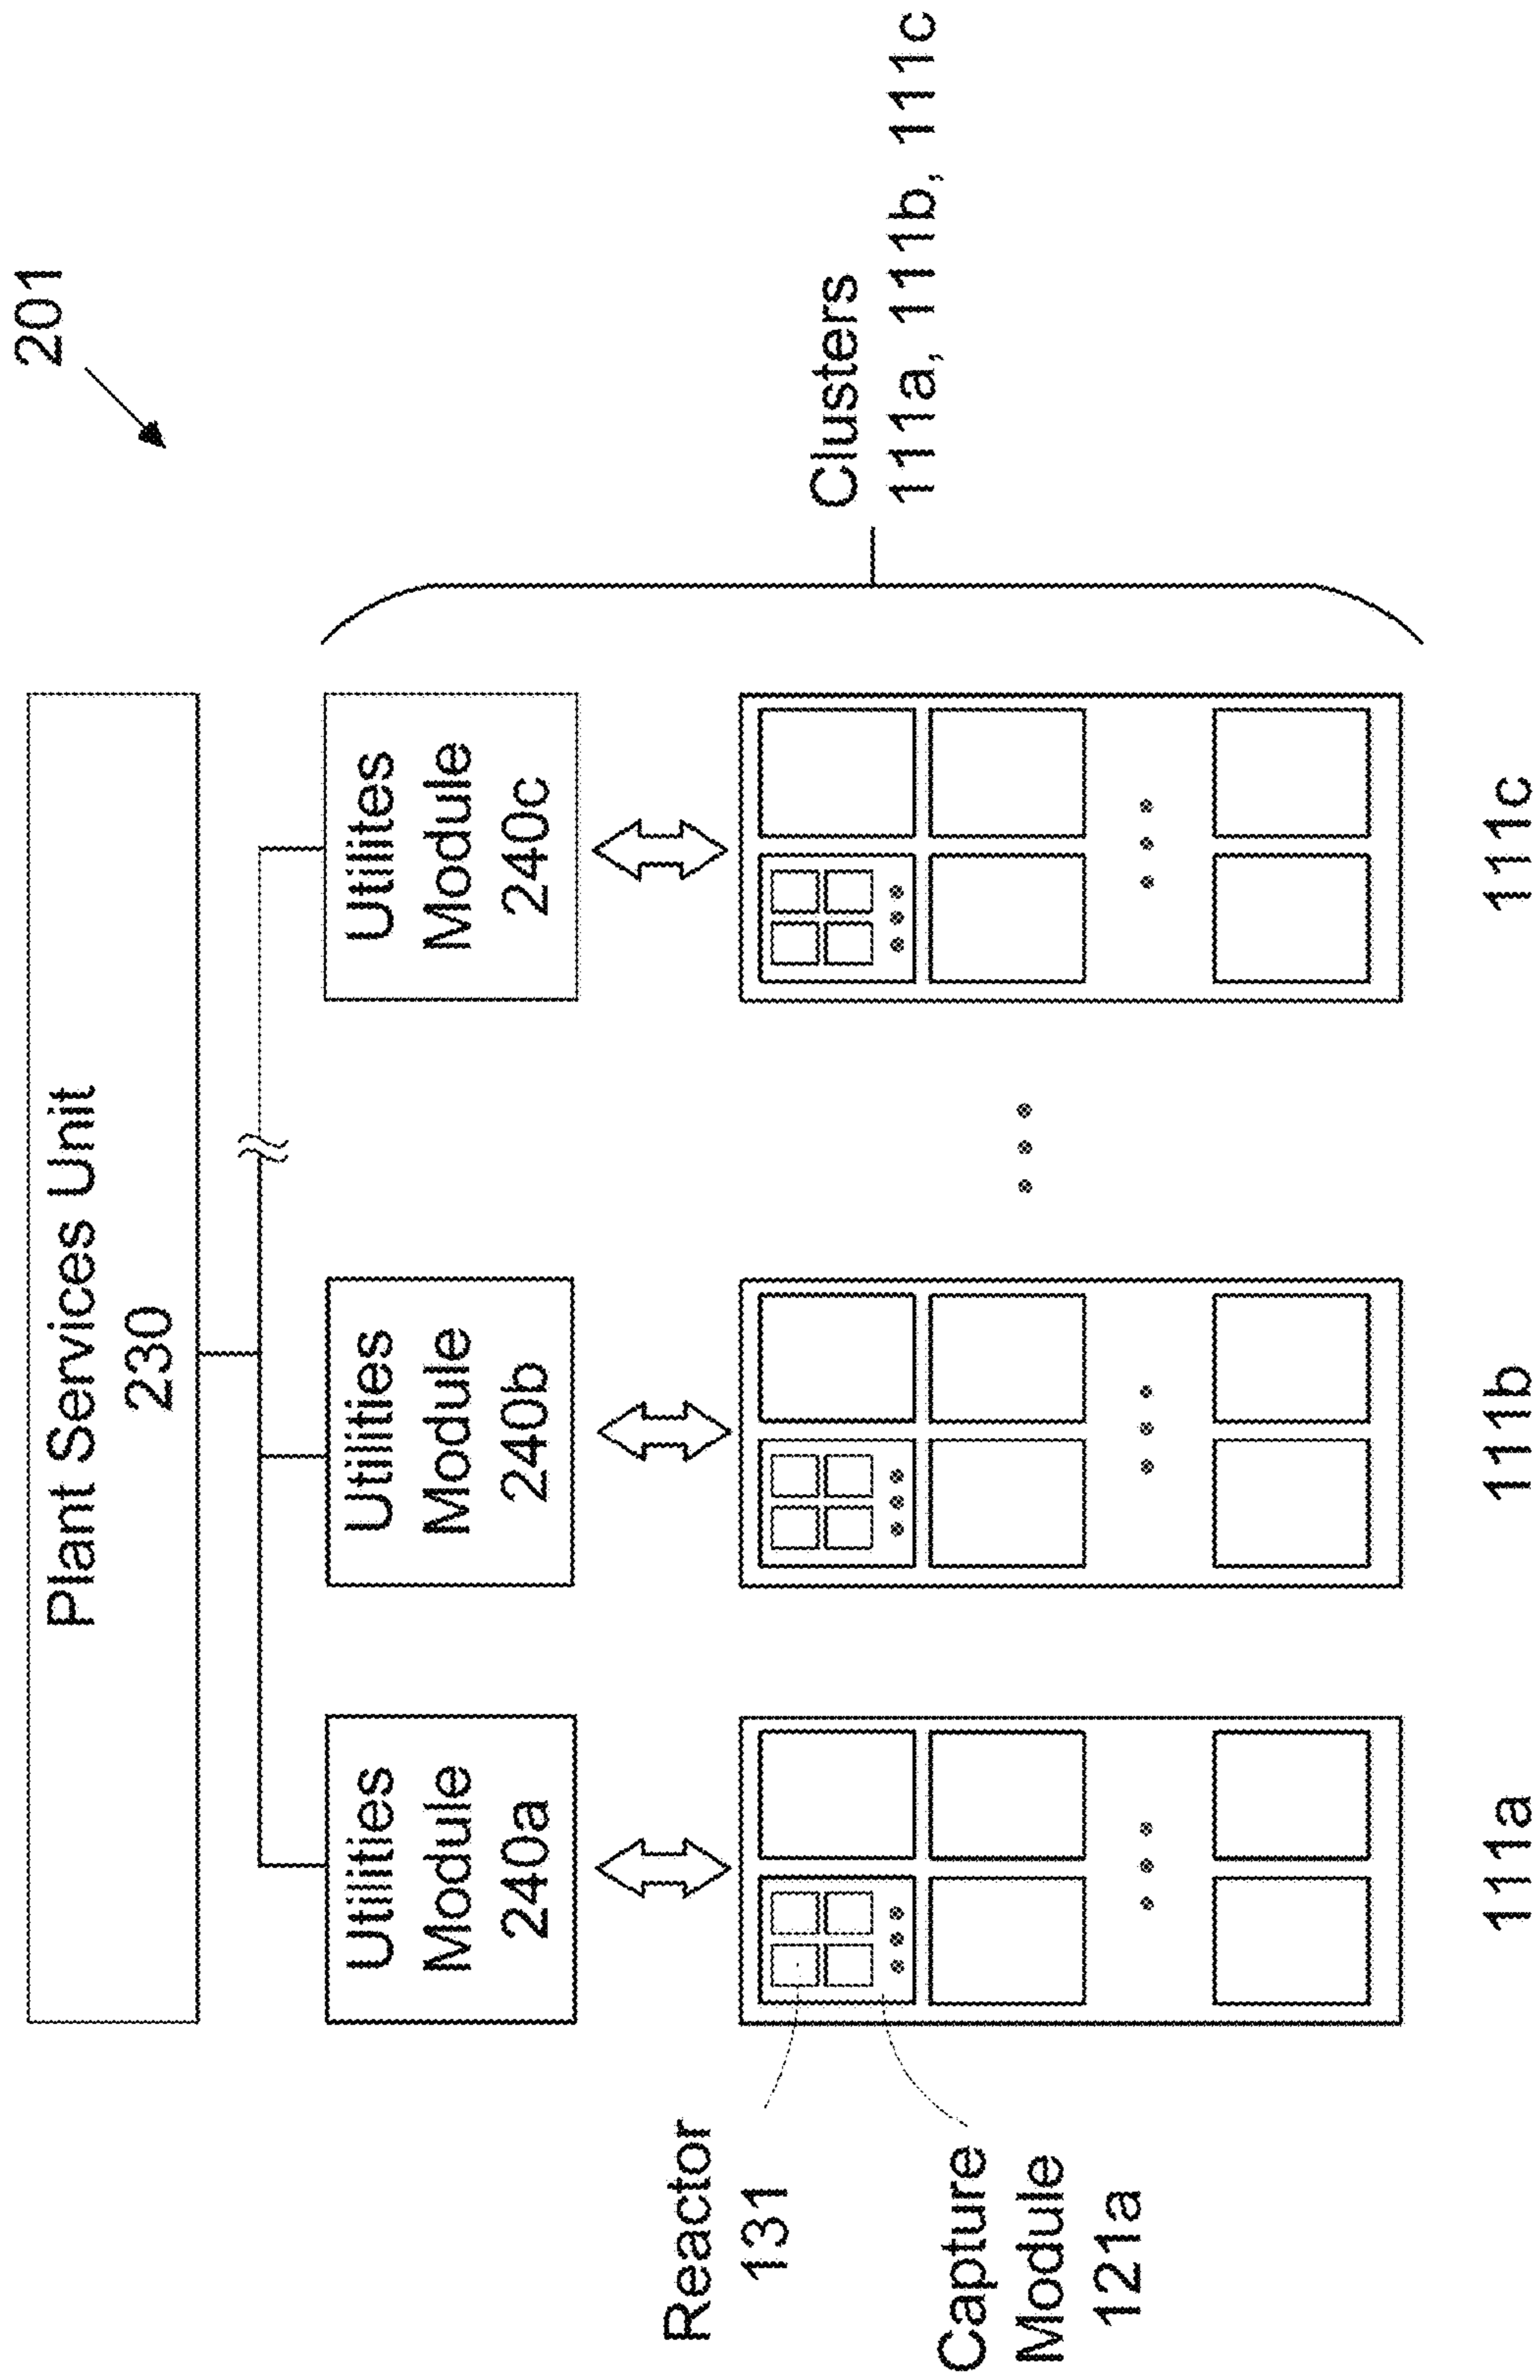 201
Plant Services Unit
230
Utilities
Module
240a
Utilities
Module
240b
Utilites
Module
240c
Reactor
131
Capture
Module
121a
Clusters
111a, 111b, 111c
111a
111b
111c